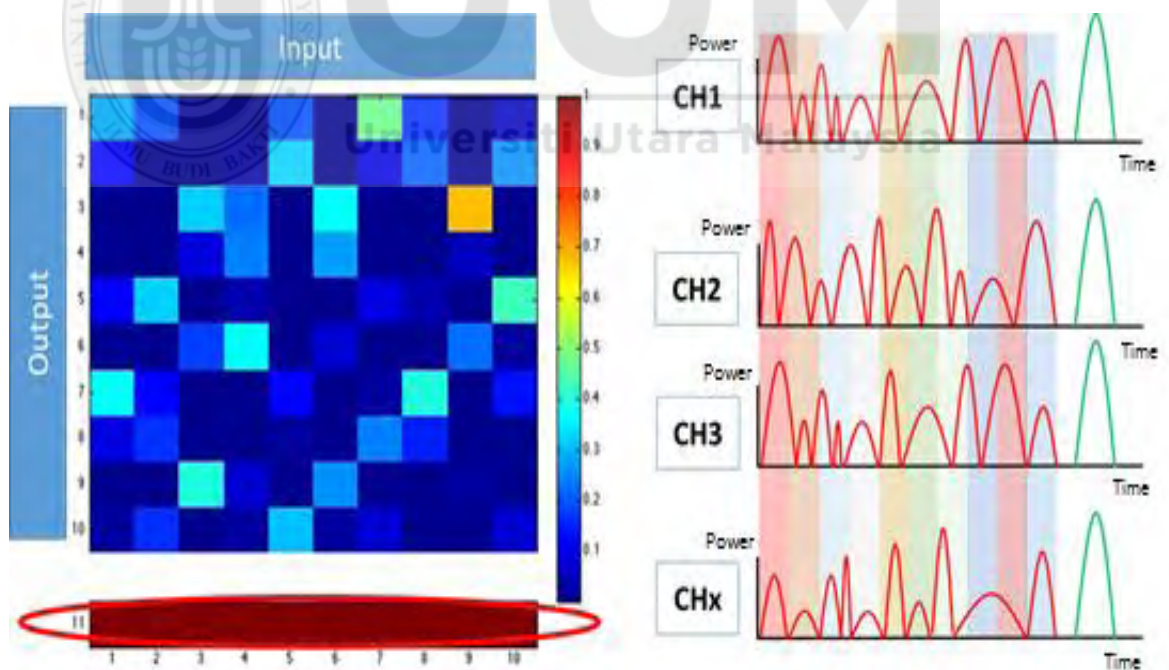 UUM
Universiti Utara Malaysia
BUDI BAKTI
Input
Output
1
2
3
4
5
6
7
8
9
10
11
1 2 3 4 5 6 7 8 9 10
1
0.9
0.8
0.7
0.6
0.5
0.4
0.3
0.2
0.1
Power
CH1
Time
Power
CH2
Time
Power
CH3
Time
Power
CHx
Time